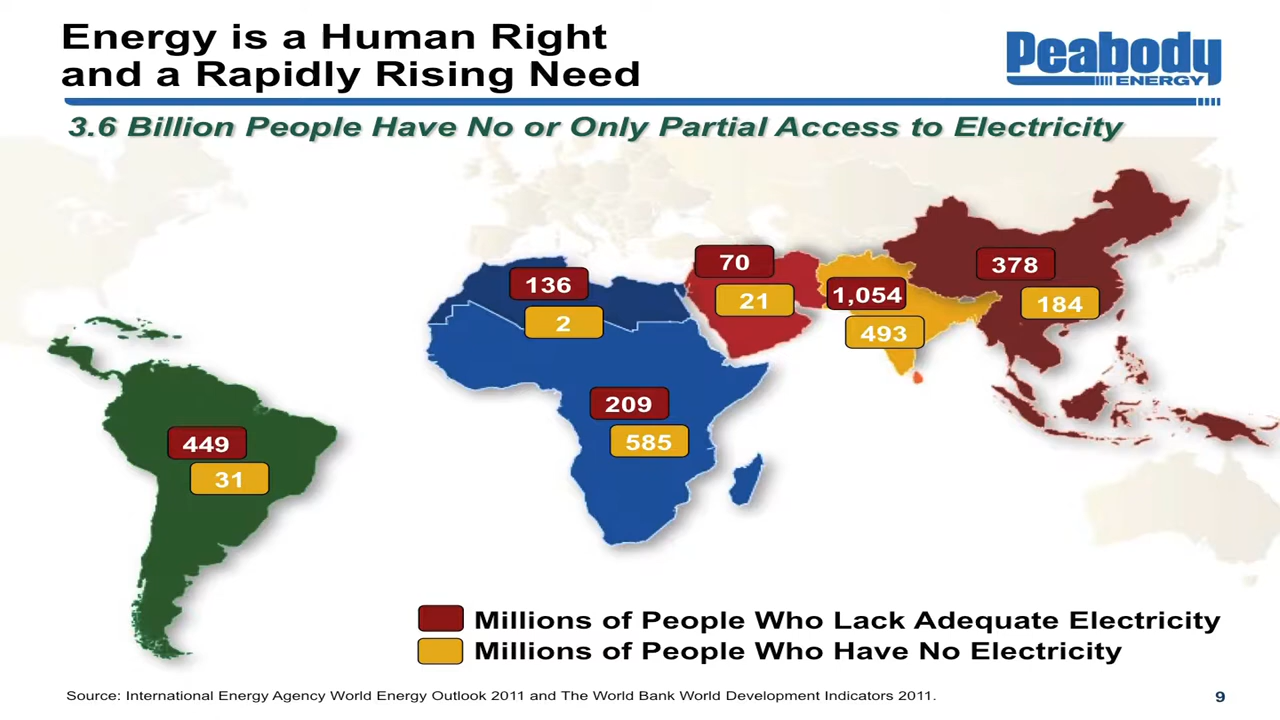 Energy is a Human Right
and a Rapidly Rising Need
Peabody
ENERGY
3.6 Billion People Have No or Only Partial Access to Electricity
136
2
70
21
1,054
493
378
184
209
585
449
31
Millions of People Who Lack Adequate Electricity
Millions of People Who Have No Electricity
Source: International Energy Agency World Energy Outlook 2011 and The World Bank World Development Indicators 2011.
9